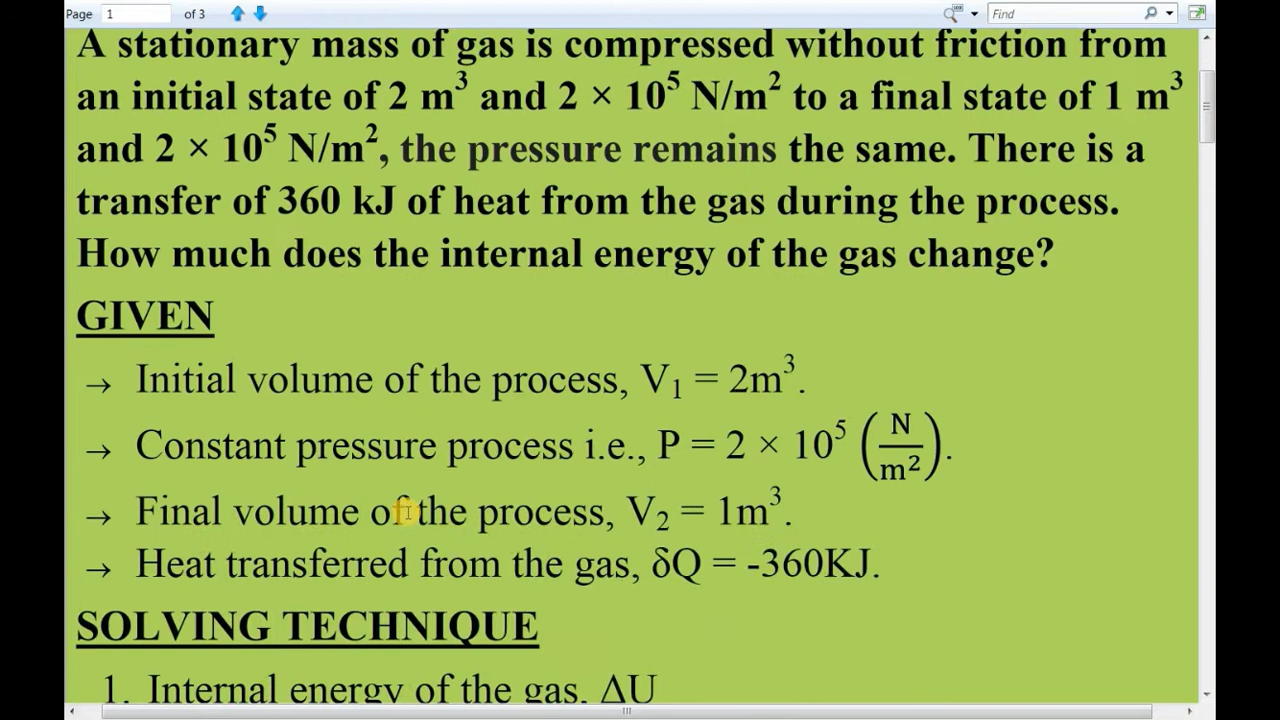 Page 1 of 3 Find
A stationary mass of gas is compressed without friction from
an initial state of 2 m³ and 2 × 10⁵ N/m² to a final state of 1 m³
and 2 × 10⁵ N/m², the pressure remains the same. There is a
transfer of 360 kJ of heat from the gas during the process.
How much does the internal energy of the gas change?
GIVEN
→ Initial volume of the process, V₁ = 2m³.
→ Constant pressure process i.e., P = 2 × 10⁵ (N/m²).
→ Final volume of the process, V₂ = 1m³.
→ Heat transferred from the gas, δQ = -360KJ.
SOLVING TECHNIQUE
1. Internal energy of the gas, ΔU